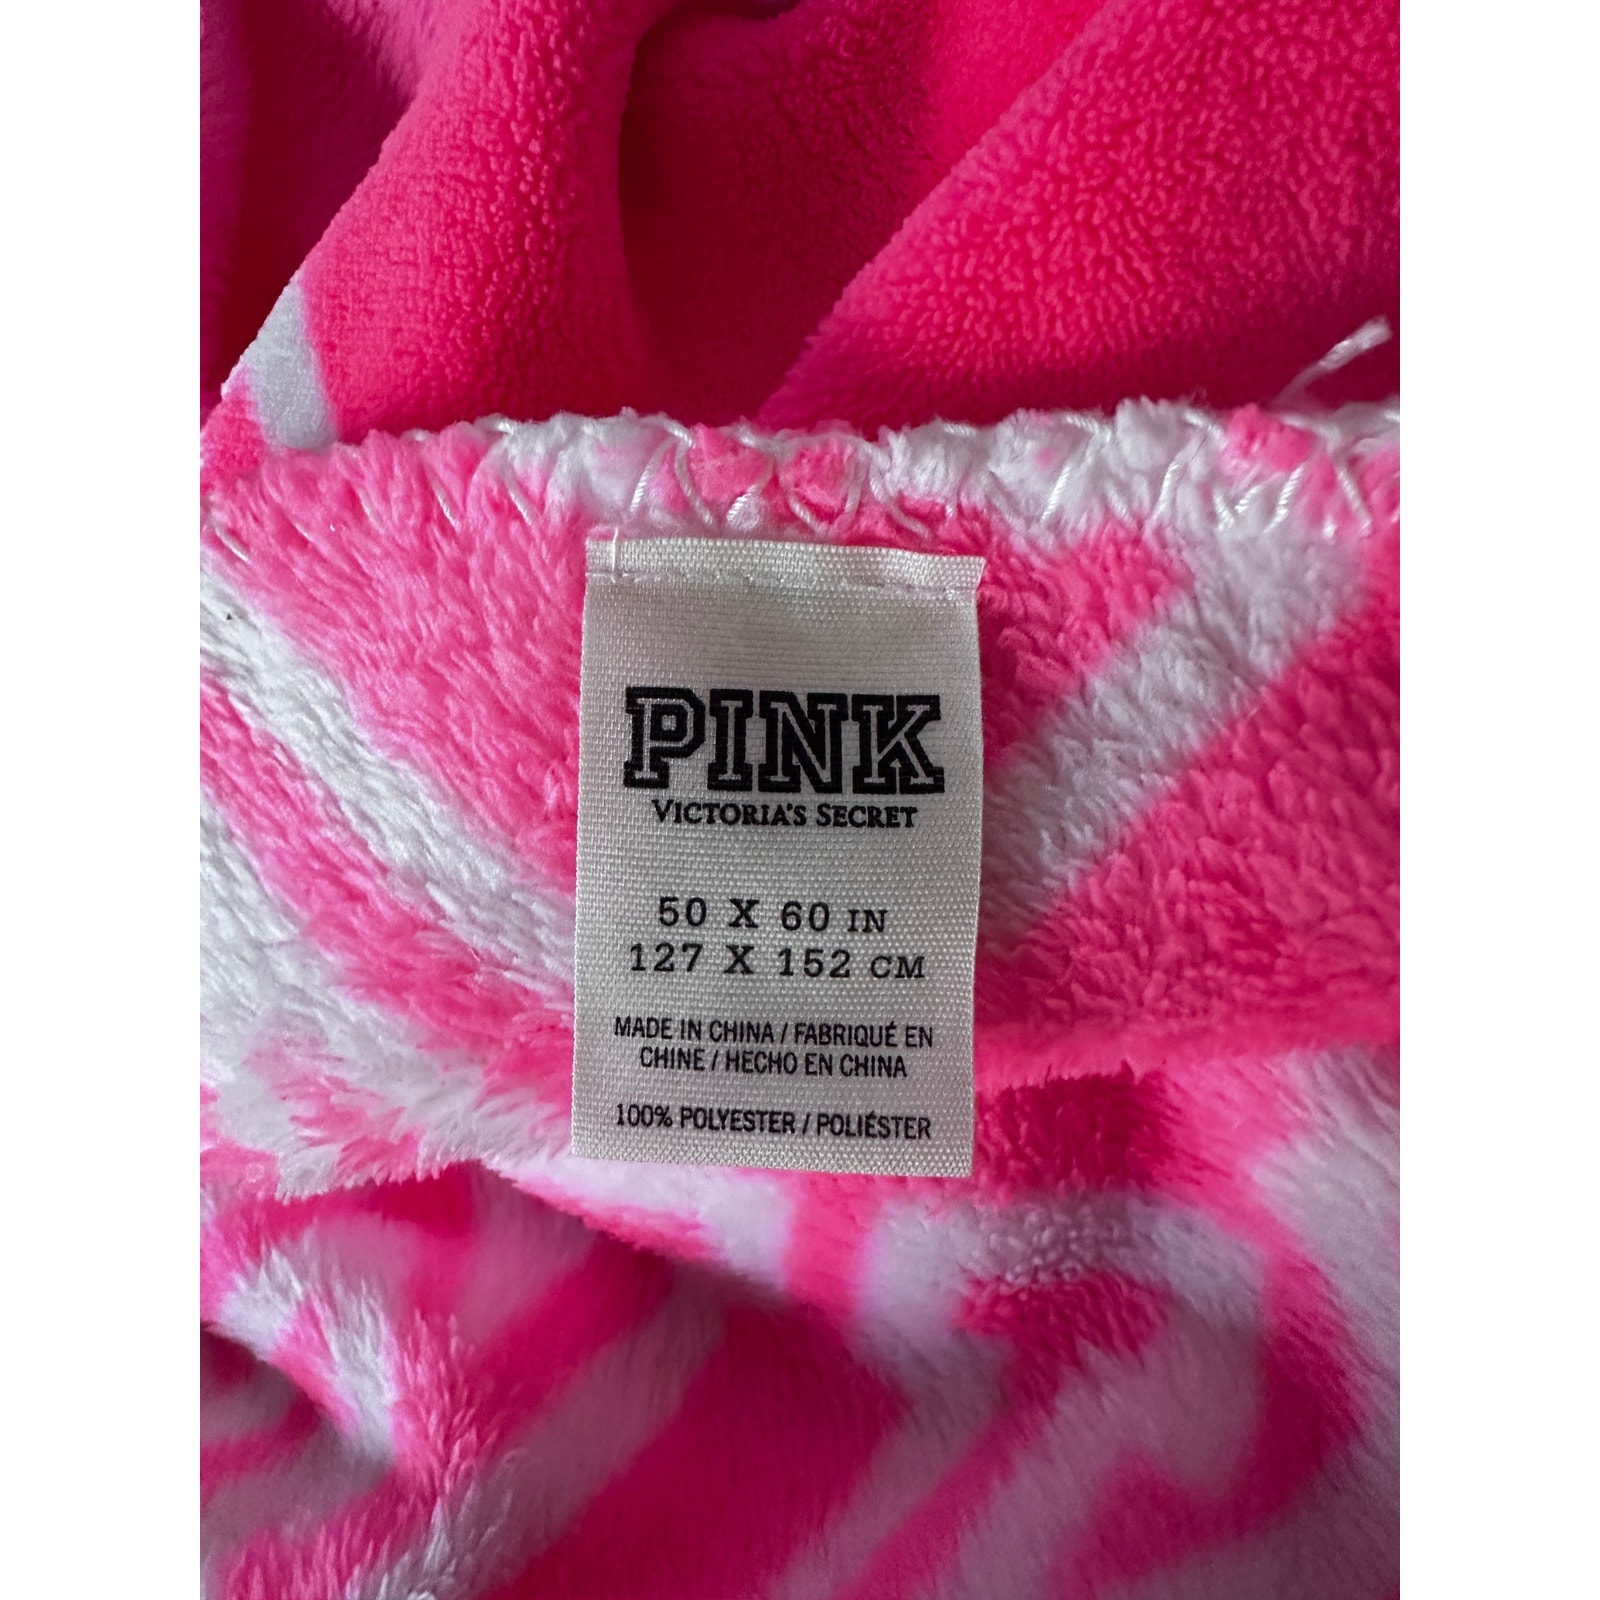 PINK
VICTORIA'S SECRET
50 X 60 IN
127 X 152 CM
MADE IN CHINA / FABRIQUÉ EN
CHINE / HECHO EN CHINA
100% POLYESTER / POLIÉSTER